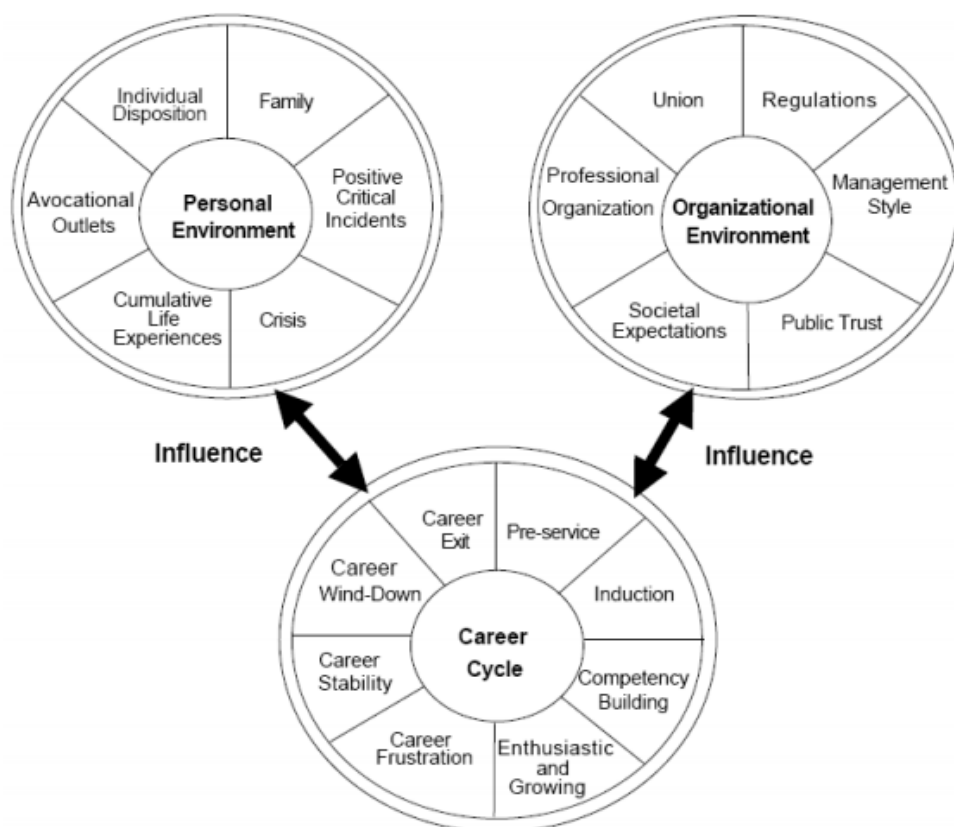 Individual
Disposition
Family
Positive
Critical
Incidents
Crisis
Cumulative
Life
Experiences
Avocational
Outlets
Personal
Environment
Union
Regulations
Management
Style
Public Trust
Societal
Expectations
Professional
Organization
Organizational
Environment
Influence
Influence
Pre-service
Induction
Competency
Building
Enthusiastic
and
Growing
Career
Frustration
Career
Stability
Career
Wind-Down
Career
Exit
Career
Cycle